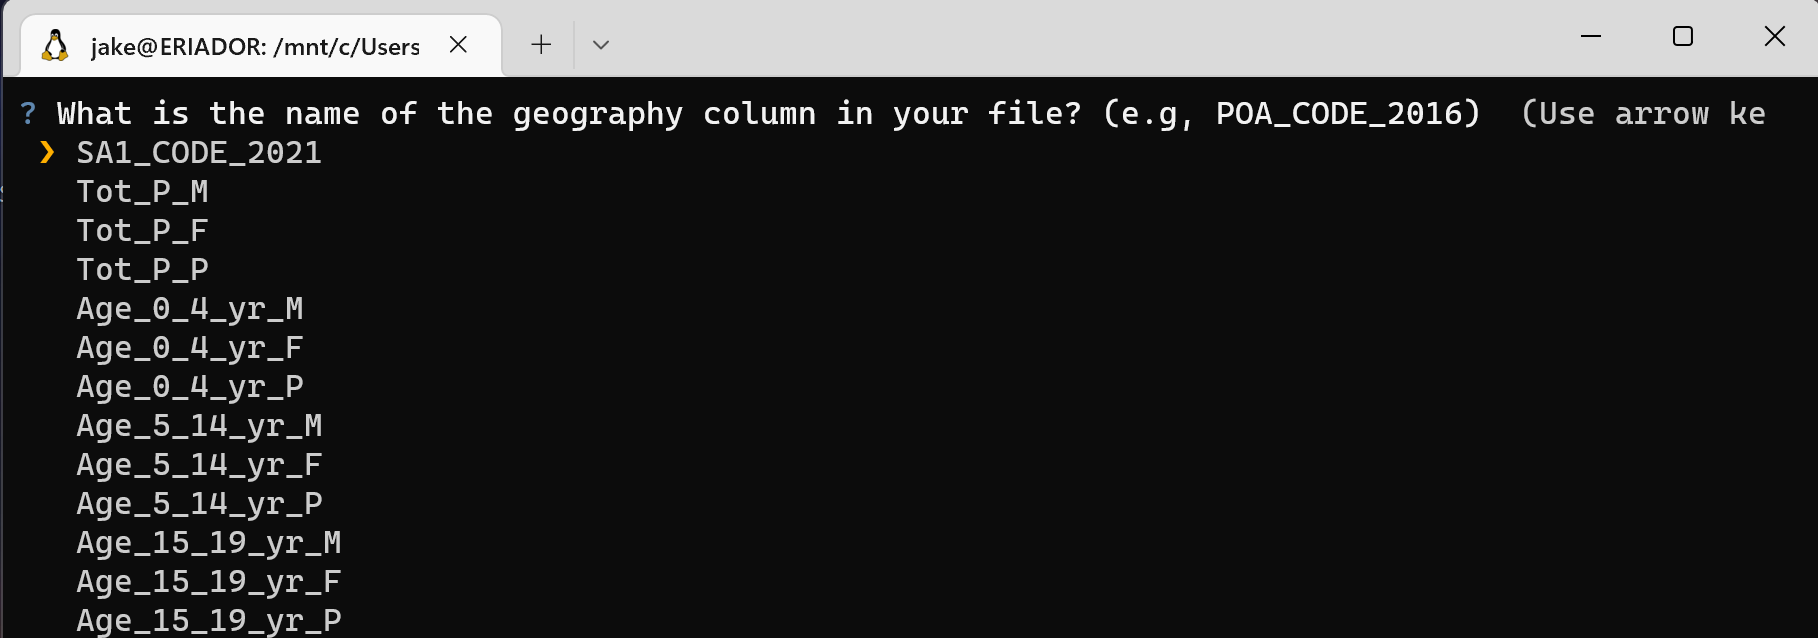 jake@ERIADOR: /mnt/c/Users
? What is the name of the geography column in your file? (e.g, POA_CODE_2016) (Use arrow ke
❯ SA1_CODE_2021
Tot_P_M
Tot_P_F
Tot_P_P
Age_0_4_yr_M
Age_0_4_yr_F
Age_0_4_yr_P
Age_5_14_yr_M
Age_5_14_yr_F
Age_5_14_yr_P
Age_15_19_yr_M
Age_15_19_yr_F
Age_15_19_yr_P